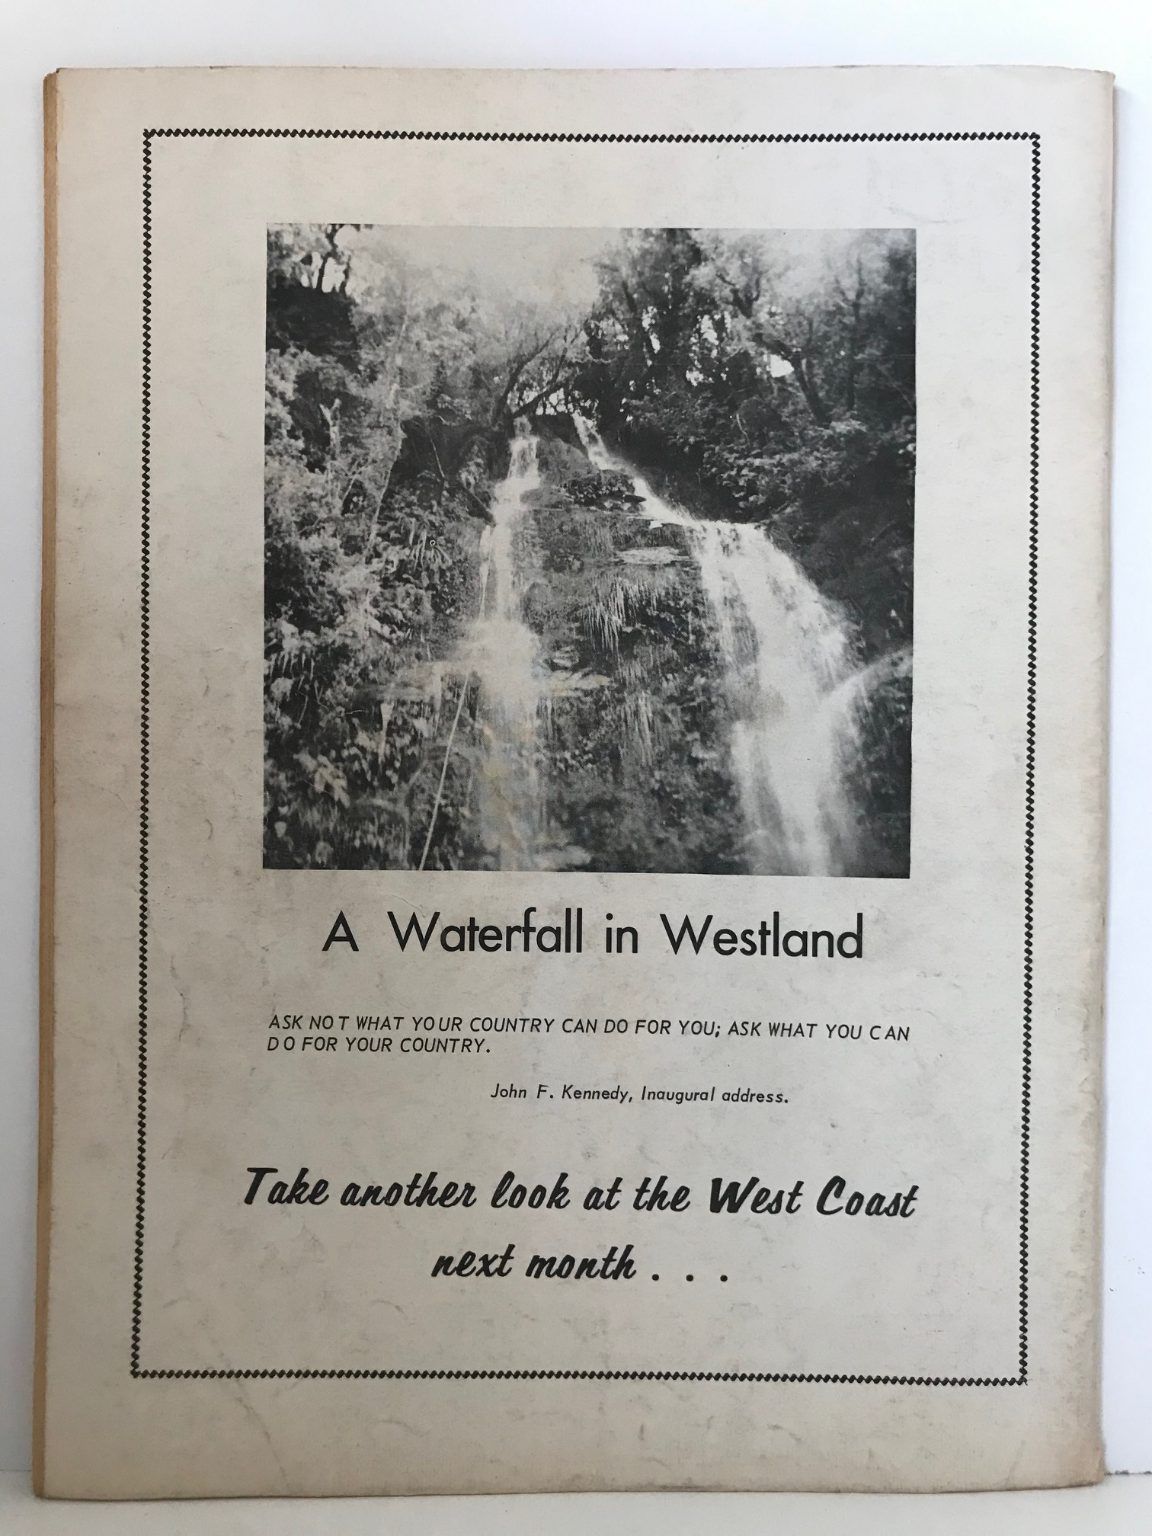 A Waterfall in Westland
ASK NOT WHAT YOUR COUNTRY CAN DO FOR YOU; ASK WHAT YOU CAN
DO FOR YOUR COUNTRY.
John F. Kennedy, Inaugural address.
Take another look at the West Coast
next month . . .